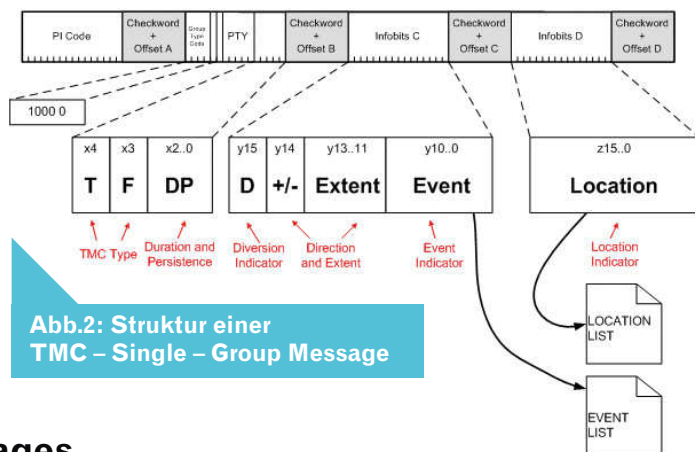 PI Code
Checkword
+
Offset A
Group
Type
Code
PTY
Checkword
+
Offset B
Infobits C
Checkword
+
Offset C
Infobits D
Checkword
+
Offset D
1000 0
x4
x3
x2..0
T
F
DP
y15
y14
y13..11
y10..0
D
+/-
Extent
Event
z15..0
Location
TMC Type
Duration and
Persistence
Diversion
Indicator
Direction
and Extent
Event
Indicator
Location
Indicator
Abb.2: Struktur einer
TMC – Single – Group Message
LOCATION
LIST
EVENT
LIST